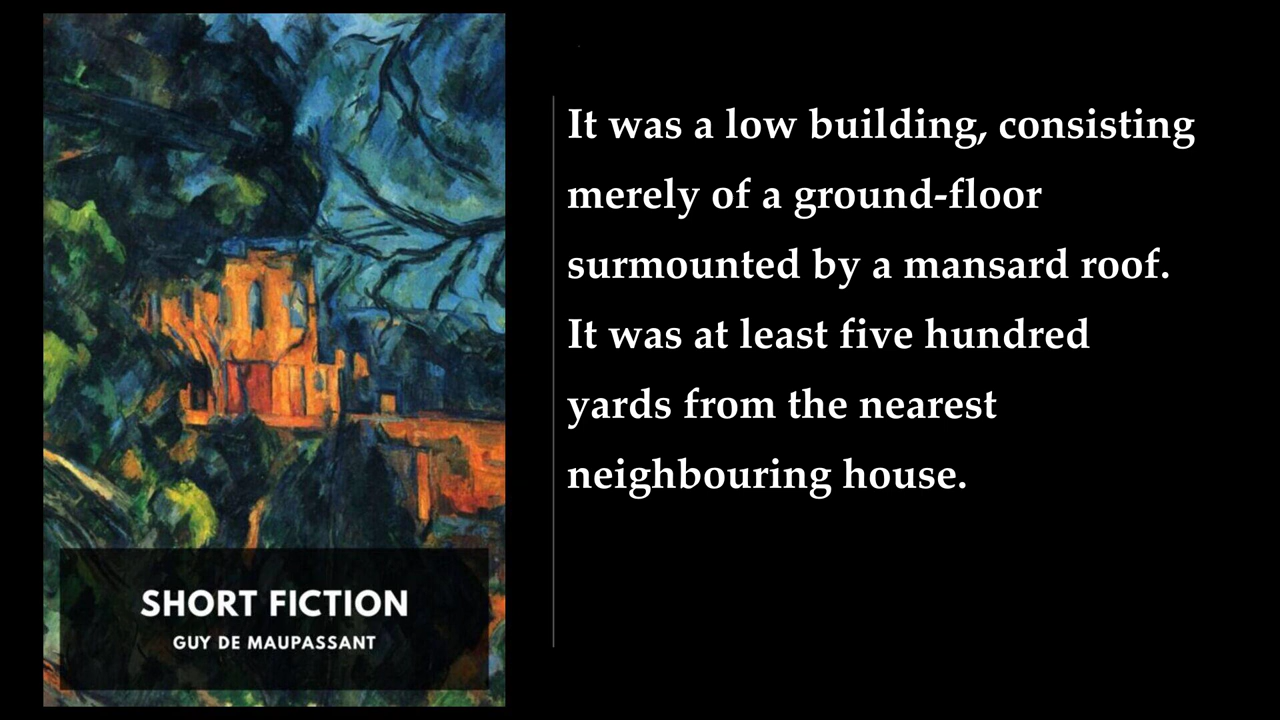 It was a low building, consisting
merely of a ground-floor
surmounted by a mansard roof.
It was at least five hundred
yards from the nearest
neighbouring house.
SHORT FICTION
GUY DE MAUPASSANT